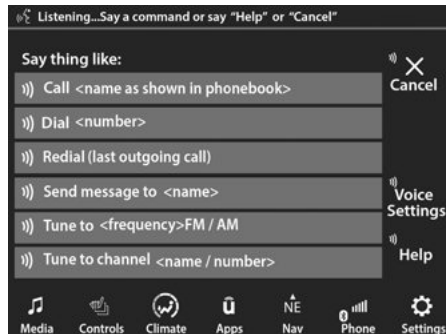 Listening...Say a command or say “Help” or “Cancel”
Say thing like:
Call <name as shown in phonebook>
Dial <number>
Redial (last outgoing call)
Send message to <name>
Tune to <frequency>FM / AM
Tune to channel <name / number>
Cancel
Voice
Settings
Help
û NE
Media Controls Climate Apps Nav Phone Settings